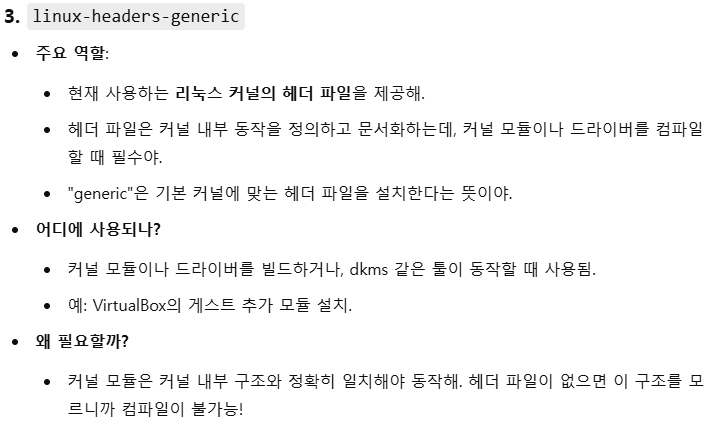 3. linux-headers-generic
• 주요 역할:
• 현재 사용하는 리눅스 커널의 헤더 파일을 제공해.
• 헤더 파일은 커널 내부 동작을 정의하고 문서화하는데, 커널 모듈이나 드라이버를 컴파일
할 때 필수야.
• "generic"은 기본 커널에 맞는 헤더 파일을 설치한다는 뜻이야.
• 어디에 사용되나?
• 커널 모듈이나 드라이버를 빌드하거나, dkms 같은 툴이 동작할 때 사용됨.
• 예: VirtualBox의 게스트 추가 모듈 설치.
• 왜 필요할까?
• 커널 모듈은 커널 내부 구조와 정확히 일치해야 동작해. 헤더 파일이 없으면 이 구조를 모
르니까 컴파일이 불가능!